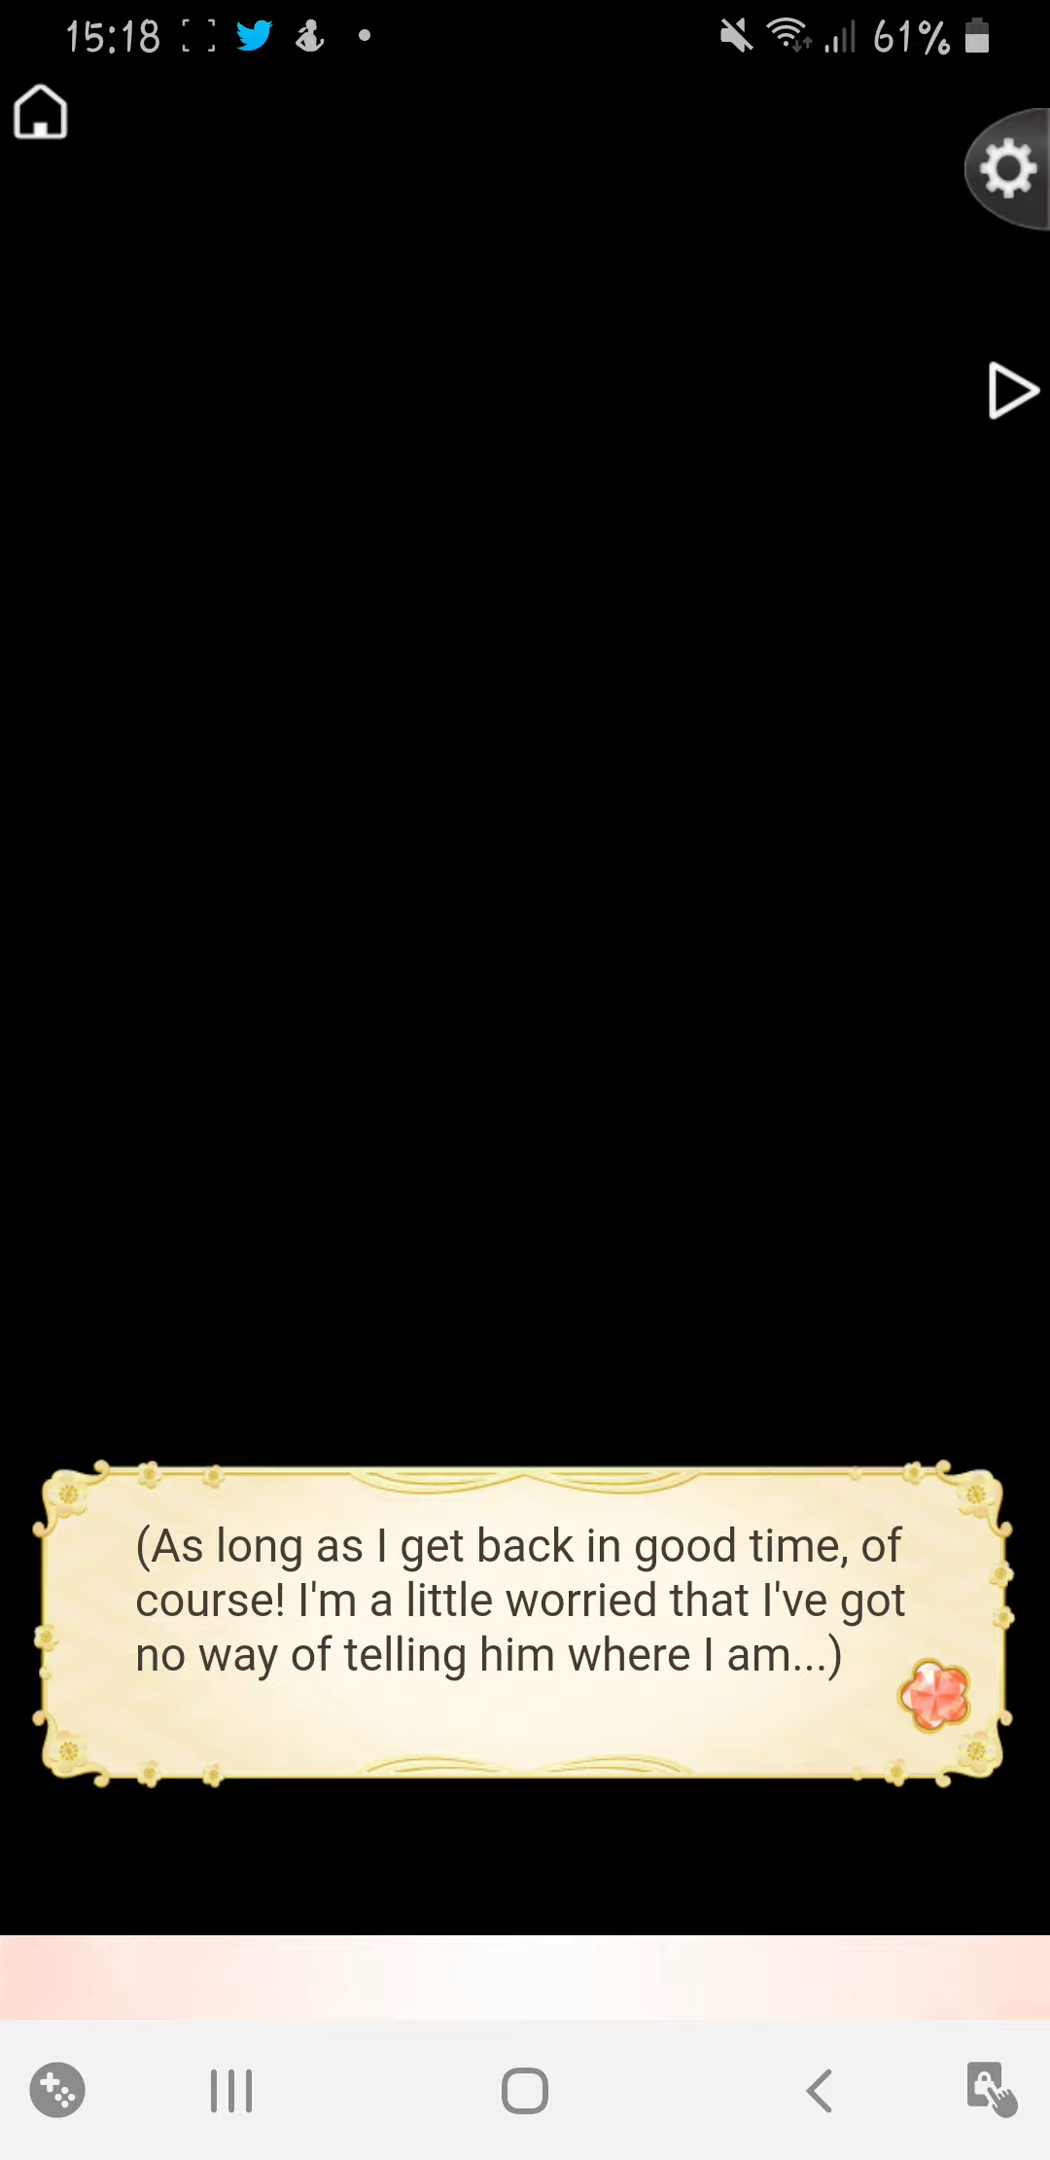 15:18
61%
(As long as I get back in good time, of
course! I'm a little worried that I've got
no way of telling him where I am...)